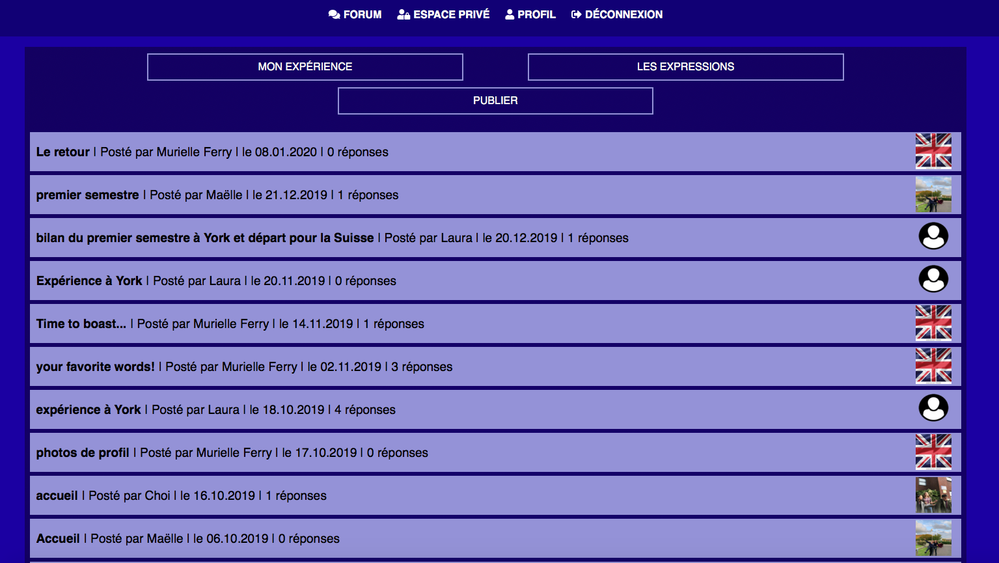 FORUM ESPACE PRIVÉ PROFIL DÉCONNEXION
MON EXPÉRIENCE LES EXPRESSIONS
PUBLIER
Le retour | Posté par Murielle Ferry | le 08.01.2020 | 0 réponses
premier semestre | Posté par Maëlle | le 21.12.2019 | 1 réponses
bilan du premier semestre à York et départ pour la Suisse | Posté par Laura | le 20.12.2019 | 1 réponses
Expérience à York | Posté par Laura | le 20.11.2019 | 0 réponses
Time to boast... | Posté par Murielle Ferry | le 14.11.2019 | 1 réponses
your favorite words! | Posté par Murielle Ferry | le 02.11.2019 | 3 réponses
expérience à York | Posté par Laura | le 18.10.2019 | 4 réponses
photos de profil | Posté par Murielle Ferry | le 17.10.2019 | 0 réponses
accueil | Posté par Choi | le 16.10.2019 | 1 réponses
Accueil | Posté par Maëlle | le 06.10.2019 | 0 réponses